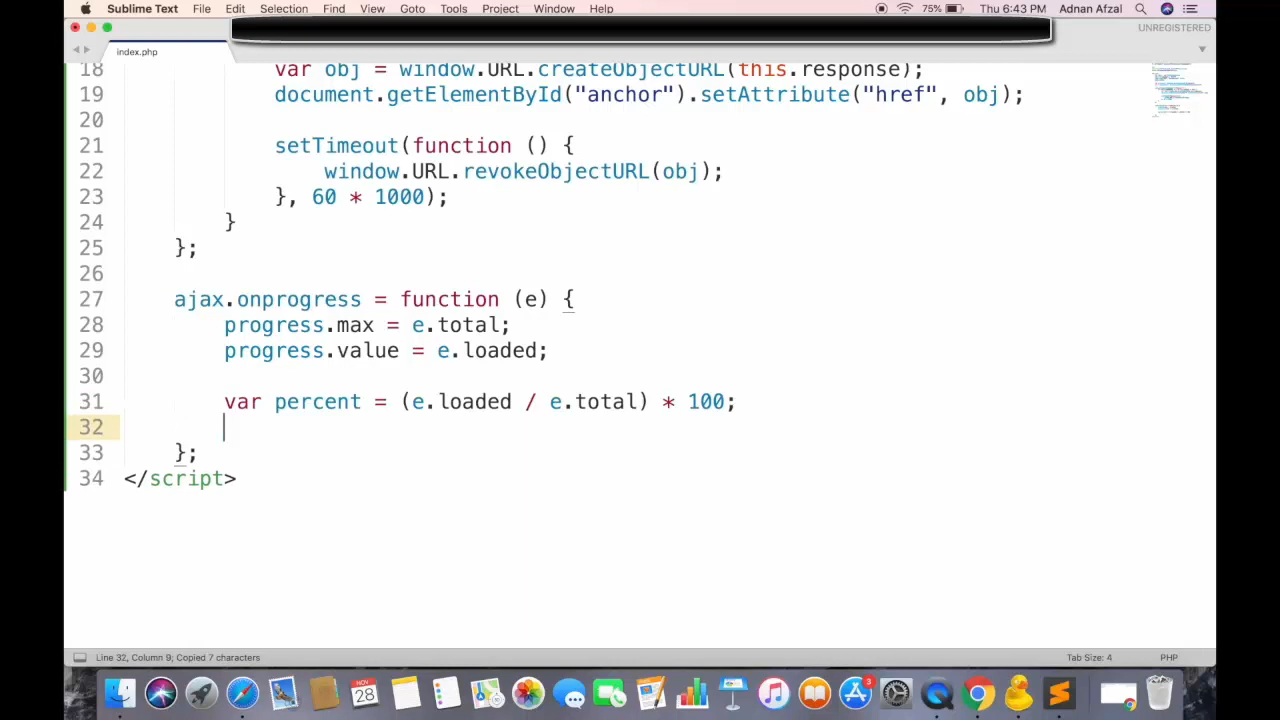 Sublime Text File Edit Selection Find View Goto Tools Project Window Help 75% Thu 6:43 PM Adnan Afzal
UNREGISTERED
index.php
18 var obj = window.URL.createObjectURL(this.response);
19 document.getElementById("anchor").setAttribute("href", obj);
20
21 setTimeout(function () {
22 window.URL.revokeObjectURL(obj);
23 }, 60 * 1000);
24 }
25 };
26
27 ajax.onprogress = function (e) {
28 progress.max = e.total;
29 progress.value = e.loaded;
30
31 var percent = (e.loaded / e.total) * 100;
32
33 };
34 </script>
Line 32, Column 9; Copied 7 characters Tab Size: 4 PHP
NOV
28
3